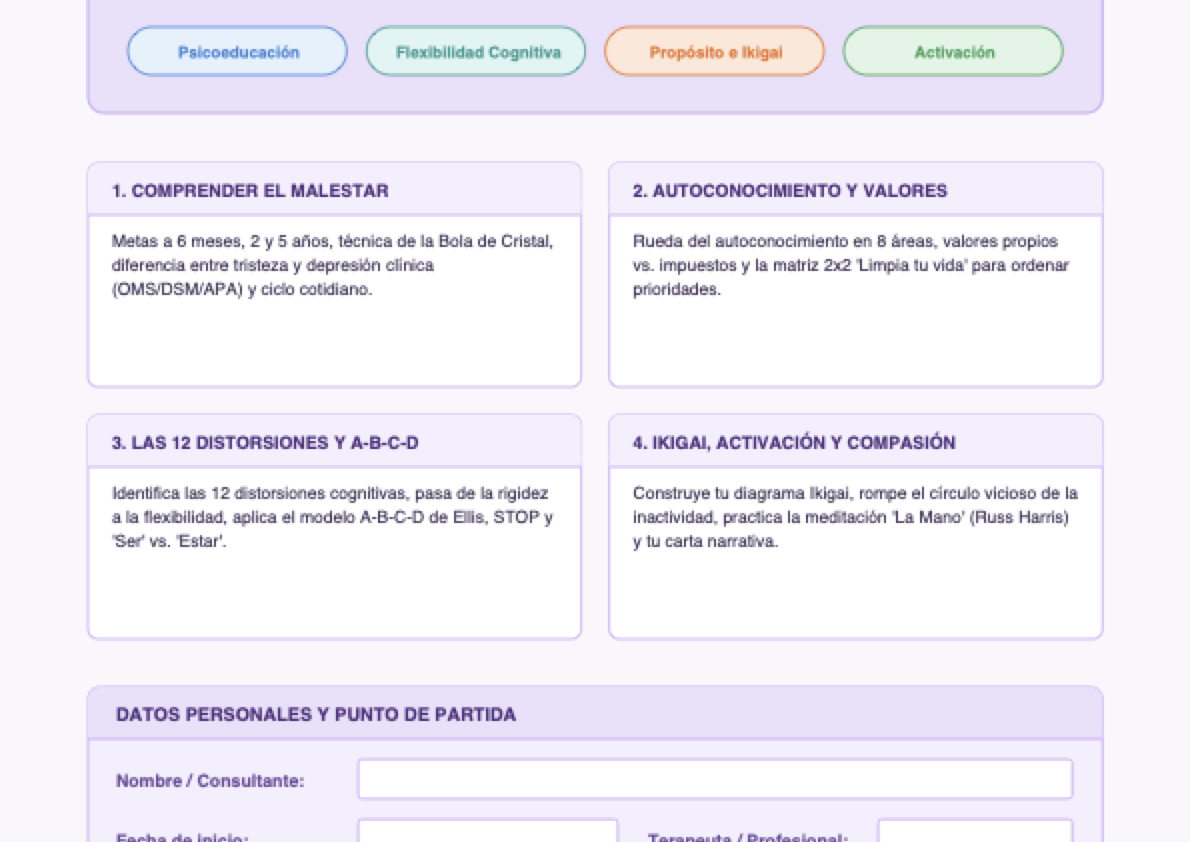 Psicoeducación
Flexibilidad Cognitiva
Propósito e Ikigai
Activación
1. COMPRENDER EL MALESTAR
Metas a 6 meses, 2 y 5 años, técnica de la Bola de Cristal,
diferencia entre tristeza y depresión clínica
(OMS/DSM/APA) y ciclo cotidiano.
2. AUTOCONOCIMIENTO Y VALORES
Rueda del autoconocimiento en 8 áreas, valores propios
vs. impuestos y la matriz 2x2 'Limpia tu vida' para ordenar
prioridades.
3. LAS 12 DISTORSIONES Y A-B-C-D
Identifica las 12 distorsiones cognitivas, pasa de la rigidez
a la flexibilidad, aplica el modelo A-B-C-D de Ellis, STOP y
'Ser' vs. 'Estar'.
4. IKIGAI, ACTIVACIÓN Y COMPASIÓN
Construye tu diagrama Ikigai, rompe el círculo vicioso de la
inactividad, practica la meditación 'La Mano' (Russ Harris)
y tu carta narrativa.
DATOS PERSONALES Y PUNTO DE PARTIDA
Nombre / Consultante:
Fecha de inicio:
Terapeuta / Profesional: